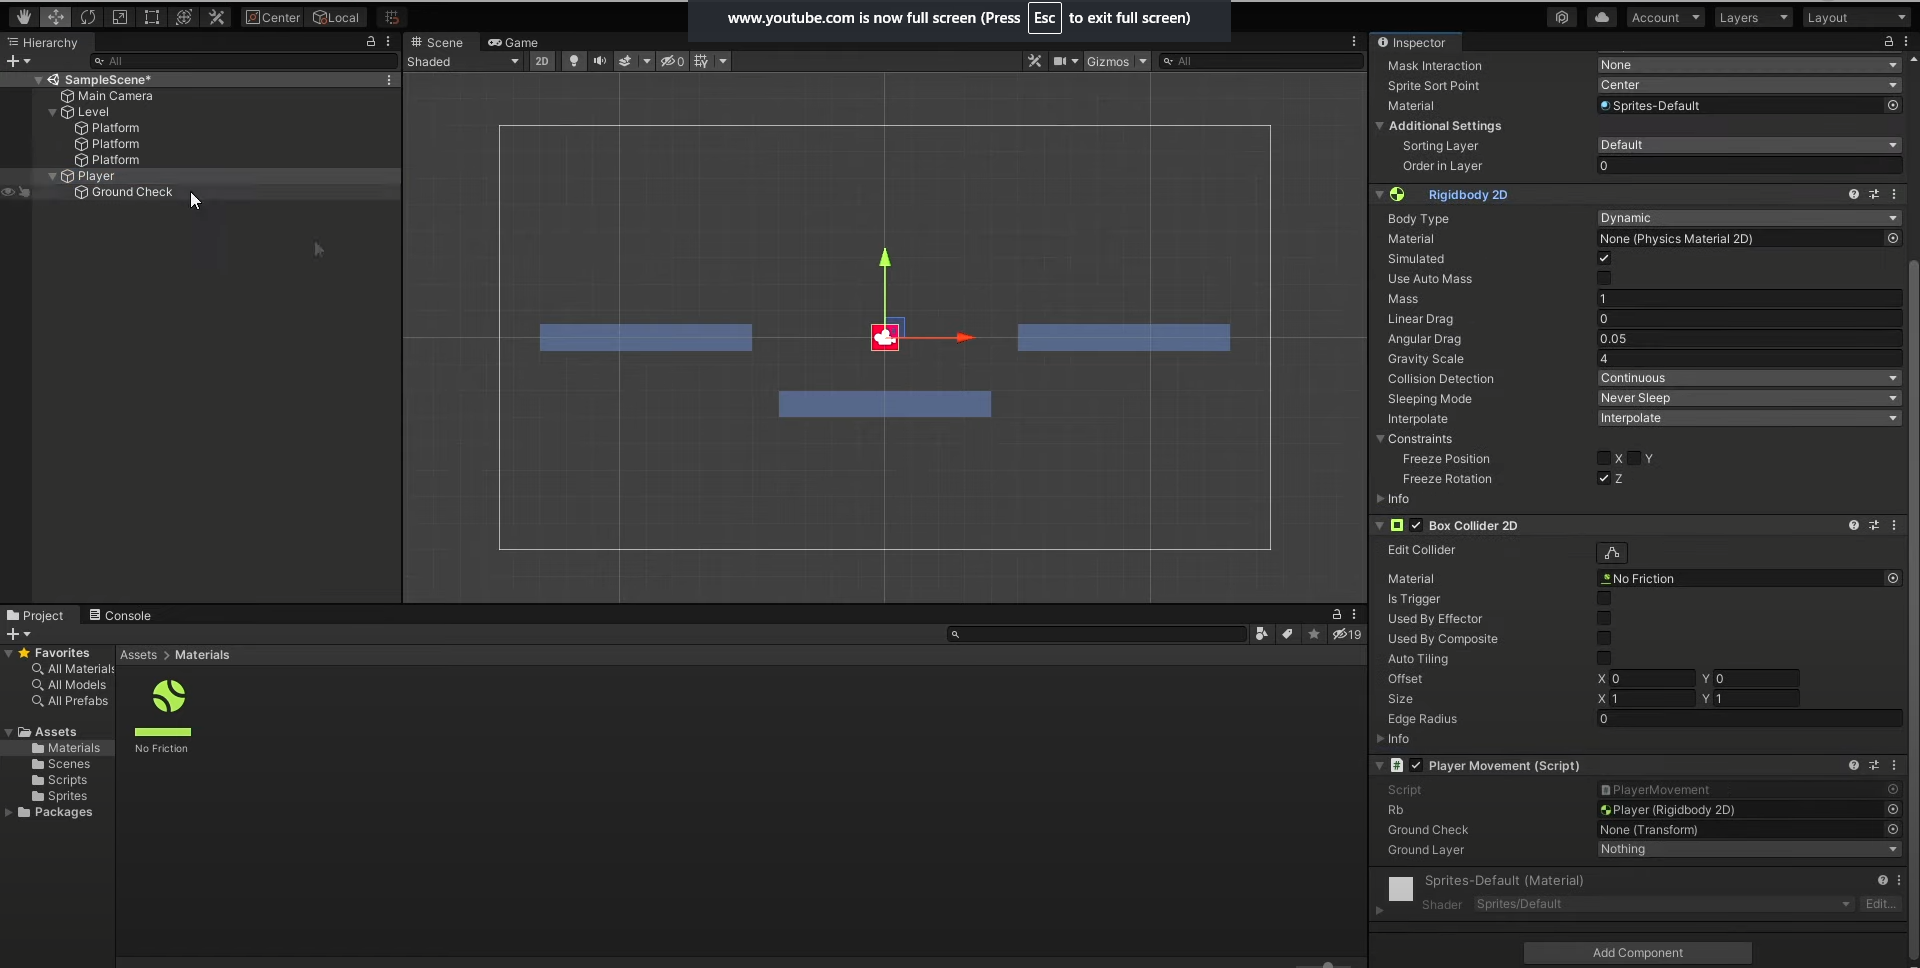 www.youtube.com is now full screen (Press Esc to exit full screen)
Center
Local
Account
Layers
Layout
Hierarchy
Scene
Game
Inspector
All
Shaded
2D
0
Gizmos
All
SampleScene*
Main Camera
Level
Platform
Platform
Platform
Player
Ground Check
Mask Interaction None
Sprite Sort Point Center
Material Sprites-Default
Additional Settings
Sorting Layer Default
Order in Layer 0
Rigidbody 2D
Body Type Dynamic
Material None (Physics Material 2D)
Simulated
Use Auto Mass
Mass 1
Linear Drag 0
Angular Drag 0.05
Gravity Scale 4
Collision Detection Continuous
Sleeping Mode Never Sleep
Interpolate Interpolate
Constraints
Freeze Position X Y
Freeze Rotation Z
Info
Box Collider 2D
Edit Collider
Material No Friction
Is Trigger
Used By Effector
Used By Composite
Auto Tiling
Offset X 0 Y 0
Size X 1 Y 1
Edge Radius 0
Info
# Player Movement (Script)
Script PlayerMovement
Rb Player (Rigidbody 2D)
Ground Check None (Transform)
Ground Layer Nothing
Sprites-Default (Material)
Shader Sprites/Default Edit...
Add Component
Project
Console
19
Favorites
All Materials
All Models
All Prefabs
Assets
Materials
Scenes
Scripts
Sprites
Packages
Assets > Materials
No Friction